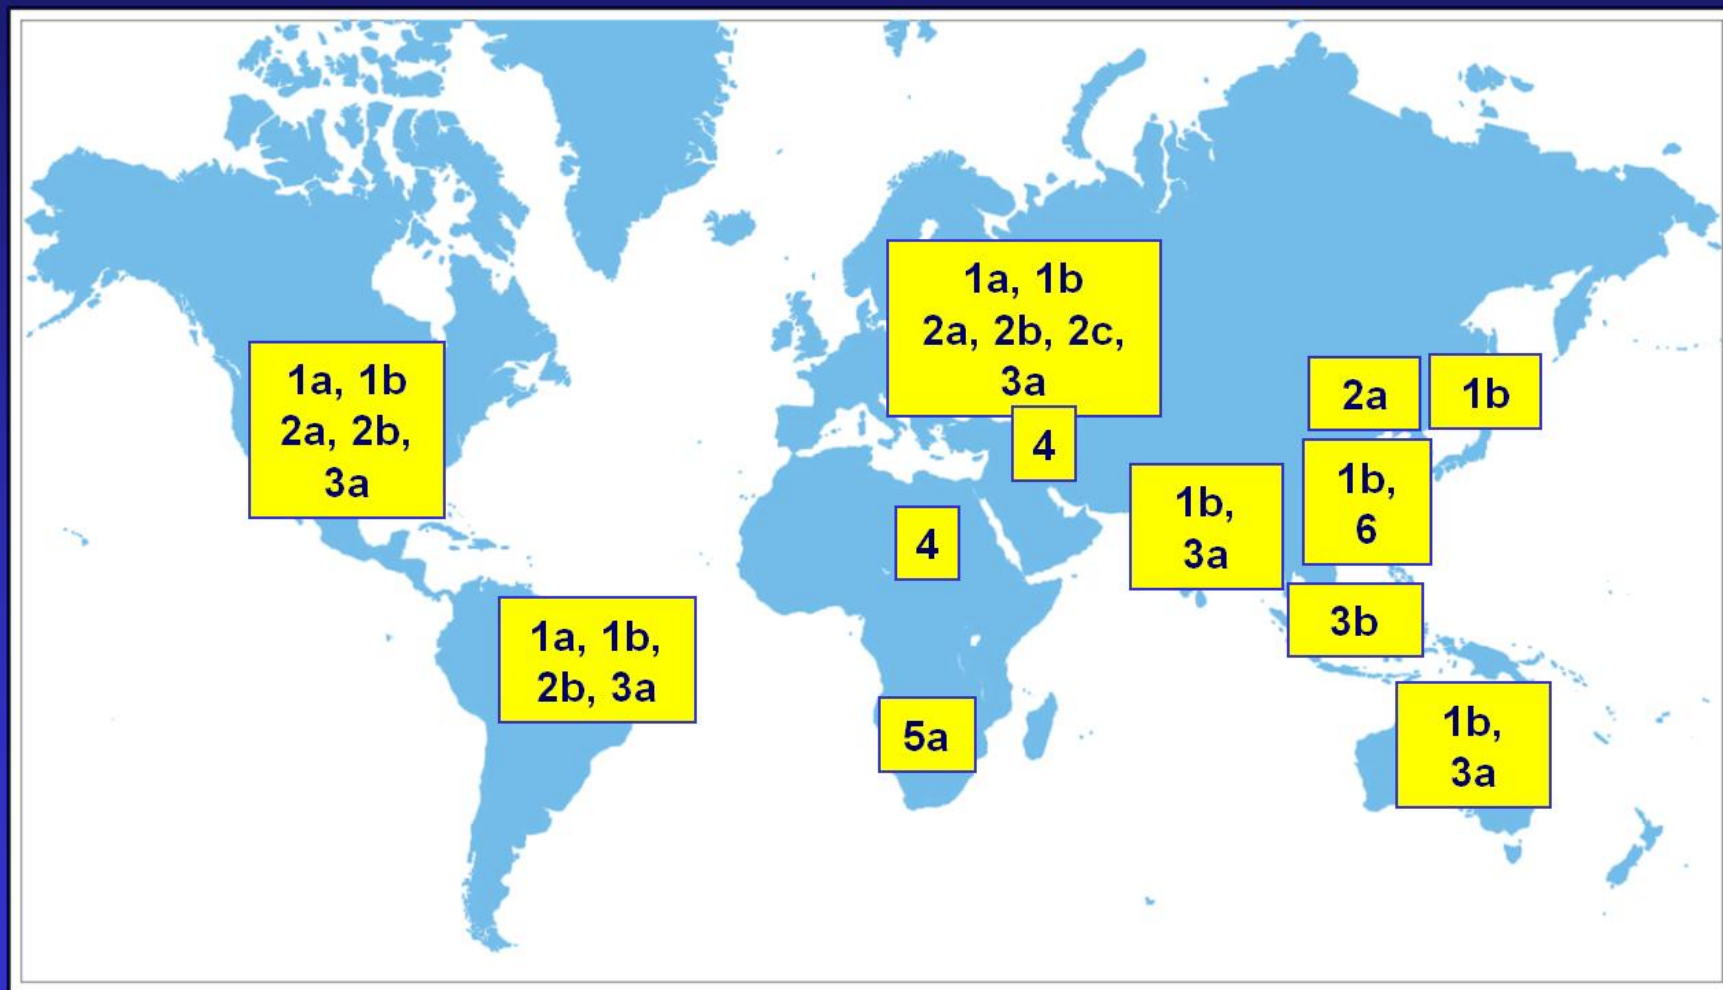 1a, 1b
2a, 2b, 2c,
3a
1a, 1b
2a, 2b,
3a
2a
1b
4
1b,
6
1b,
3a
4
3b
1a, 1b,
2b, 3a
5a
1b,
3a